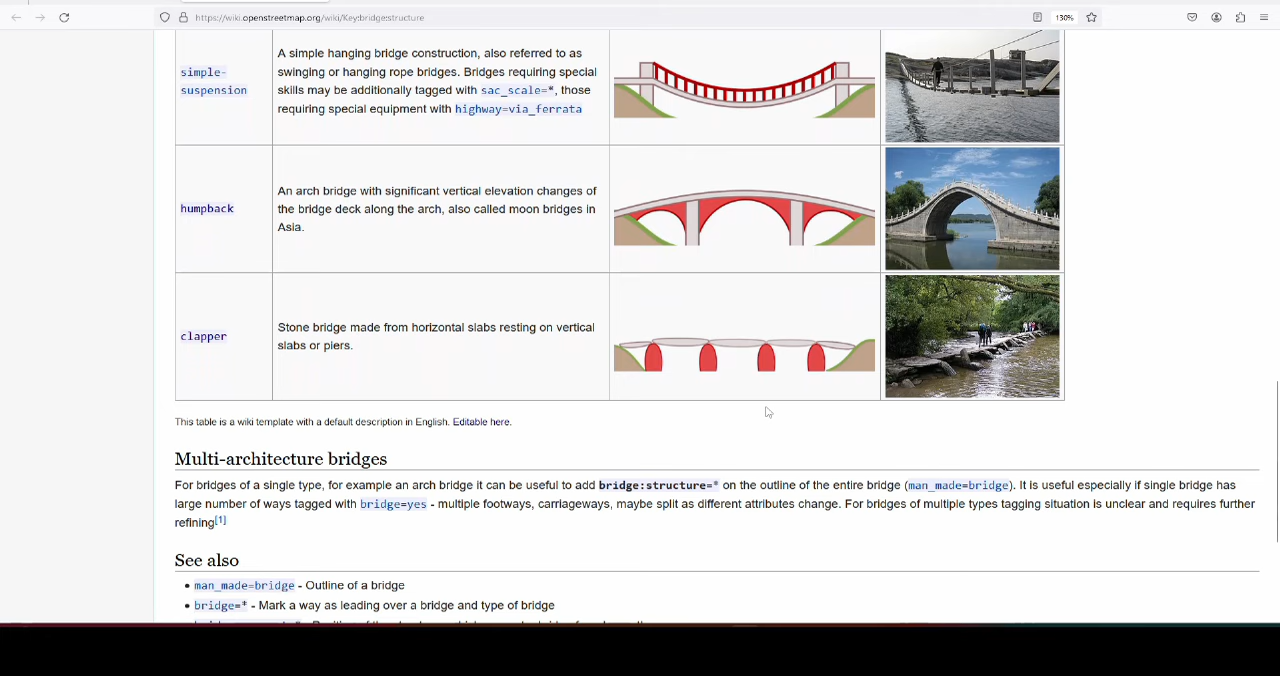 https://wiki.openstreetmap.org/wiki/Key:bridge:structure
130%
simple-
suspension
A simple hanging bridge construction, also referred to as
swinging or hanging rope bridges. Bridges requiring special
skills may be additionally tagged with sac_scale=*, those
requiring special equipment with highway=via_ferrata
humpback
An arch bridge with significant vertical elevation changes of
the bridge deck along the arch, also called moon bridges in
Asia.
clapper
Stone bridge made from horizontal slabs resting on vertical
slabs or piers.
This table is a wiki template with a default description in English. Editable here.
Multi-architecture bridges
For bridges of a single type, for example an arch bridge it can be useful to add bridge:structure=* on the outline of the entire bridge (man_made=bridge). It is useful especially if single bridge has
large number of ways tagged with bridge=yes - multiple footways, carriageways, maybe split as different attributes change. For bridges of multiple types tagging situation is unclear and requires further
refining[1]
See also
• man_made=bridge - Outline of a bridge
• bridge=* - Mark a way as leading over a bridge and type of bridge